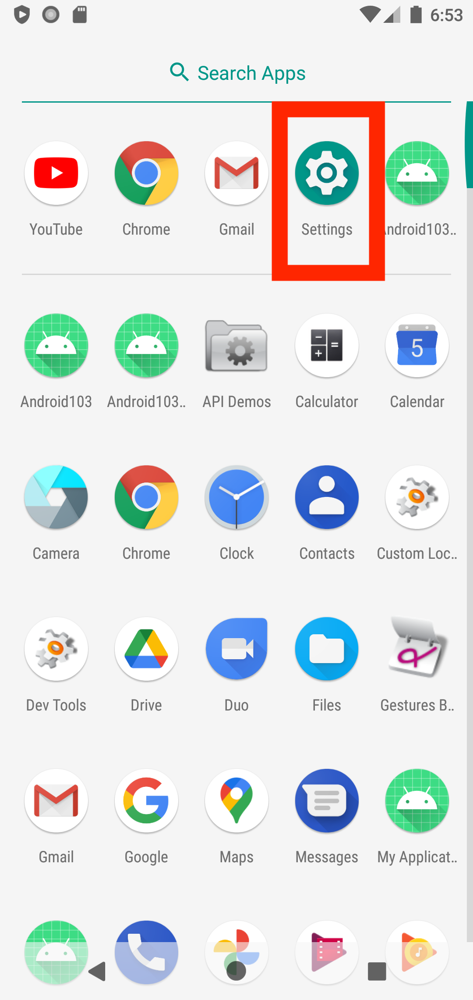 6:53
Search Apps
YouTube Chrome Gmail Settings Android103..
Android103 Android103.. API Demos Calculator Calendar
5
Camera Chrome Clock Contacts Custom Loc..
Dev Tools Drive Duo Files Gestures B..
Gmail Google Maps Messages My Applicat..